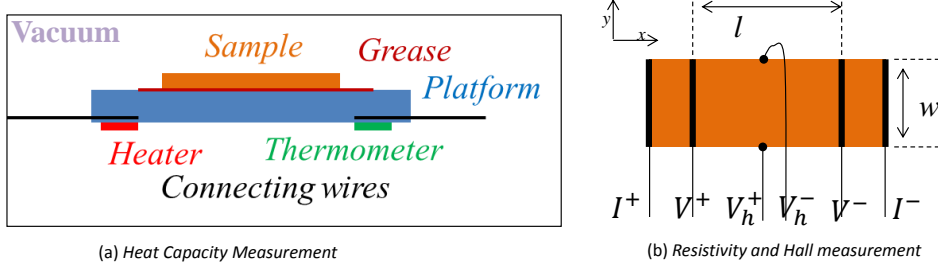 Vacuum
Sample
Grease
Platform
Heater
Thermometer
Connecting wires
(a) Heat Capacity Measurement
y
x
l
w
I⁺ V⁺ V_h⁺ V_h⁻ V⁻ I⁻
(b) Resistivity and Hall measurement